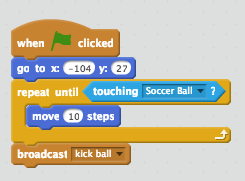 when clicked
go to x: -104 y: 27
repeat until touching Soccer Ball ?
move 10 steps
broadcast kick ball